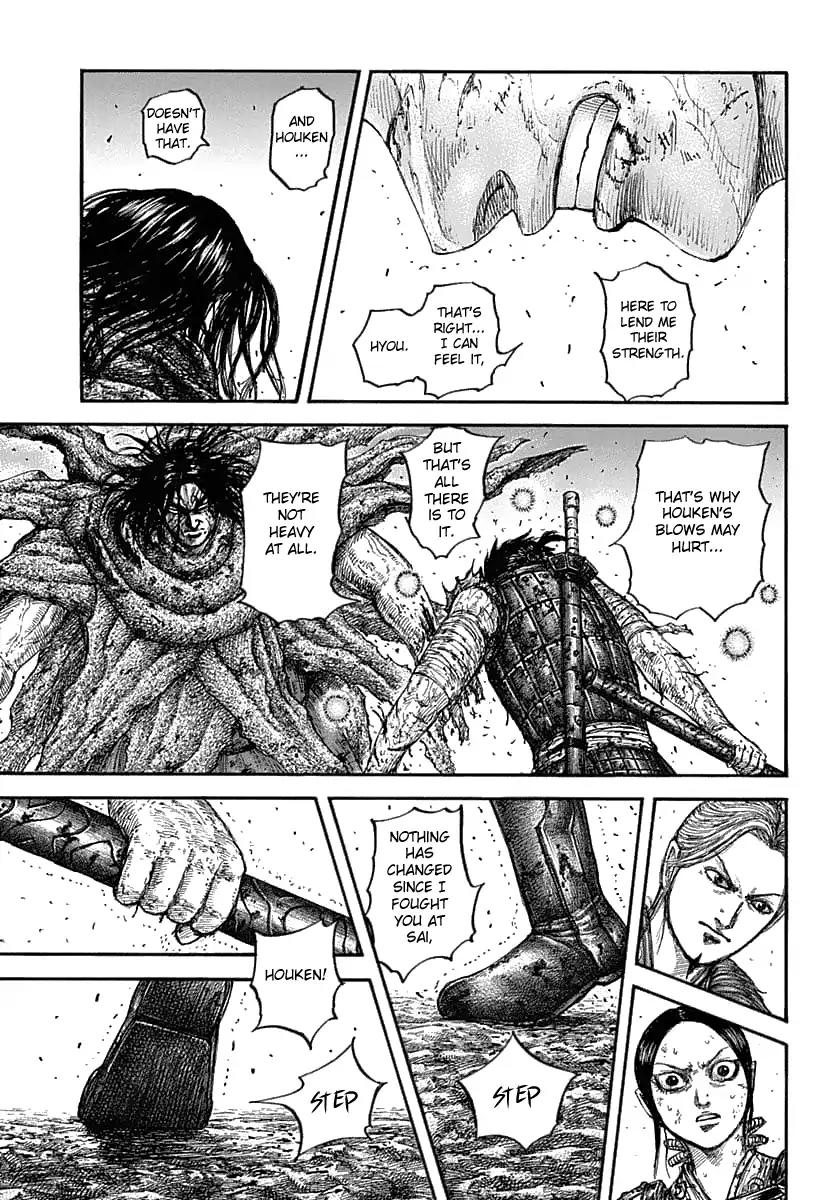 HERE TO
LEND ME
THEIR
STRENGTH.
THAT'S
RIGHT...
I CAN
FEEL IT,
HYOU.
AND
HOUKEN
...
DOESN'T
HAVE
THAT.
THAT'S WHY
HOUKEN'S
BLOWS MAY
HURT...
BUT
THAT'S
ALL
THERE
IS TO
IT.
THEY'RE
NOT
HEAVY
AT ALL.
NOTHING
HAS
CHANGED
SINCE I
FOUGHT
YOU AT
SAI,
STEP
HOUKEN!
STEP